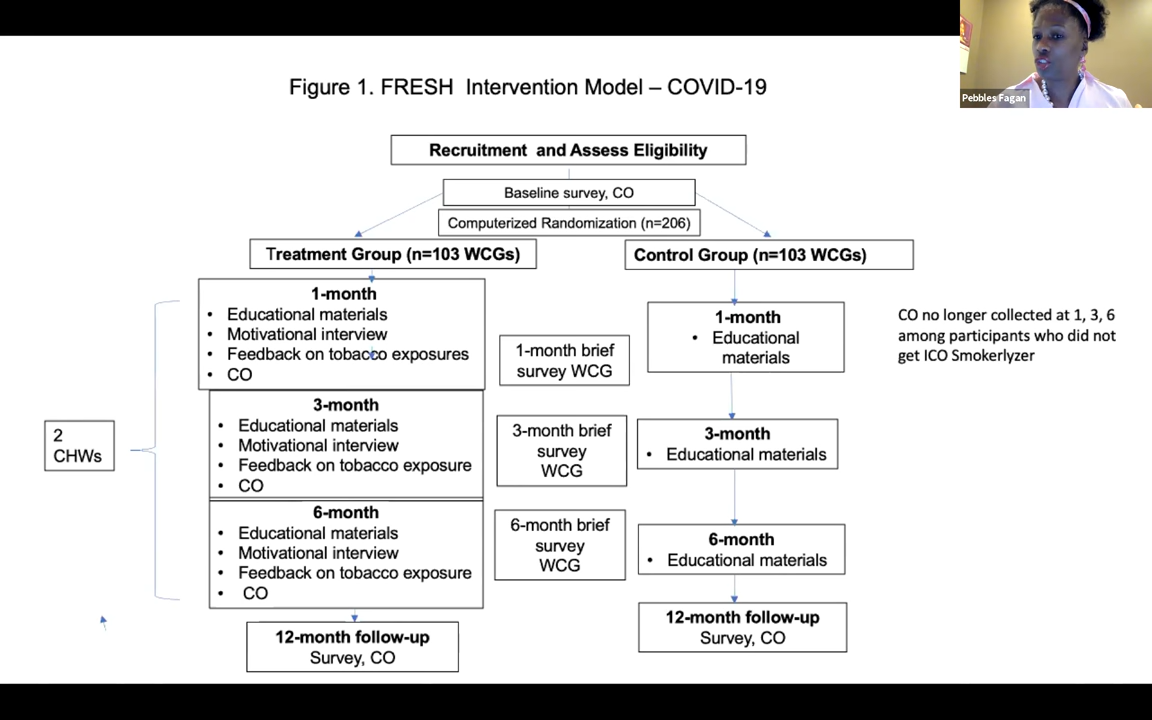 Pebbles Fagan
Figure 1. FRESH Intervention Model – COVID-19
Recruitment and Assess Eligibility
Baseline survey, CO
Computerized Randomization (n=206)
Treatment Group (n=103 WCGs)
Control Group (n=103 WCGs)
1-month
• Educational materials
• Motivational interview
• Feedback on tobacco exposures
• CO
1-month brief
survey WCG
1-month
• Educational
materials
CO no longer collected at 1, 3, 6
among participants who did not
get ICO Smokerlyzer
2
CHWs
3-month
• Educational materials
• Motivational interview
• Feedback on tobacco exposure
• CO
3-month brief
survey
WCG
3-month
• Educational materials
6-month
• Educational materials
• Motivational interview
• Feedback on tobacco exposure
• CO
6-month brief
survey
WCG
6-month
• Educational materials
12-month follow-up
Survey, CO
12-month follow-up
Survey, CO